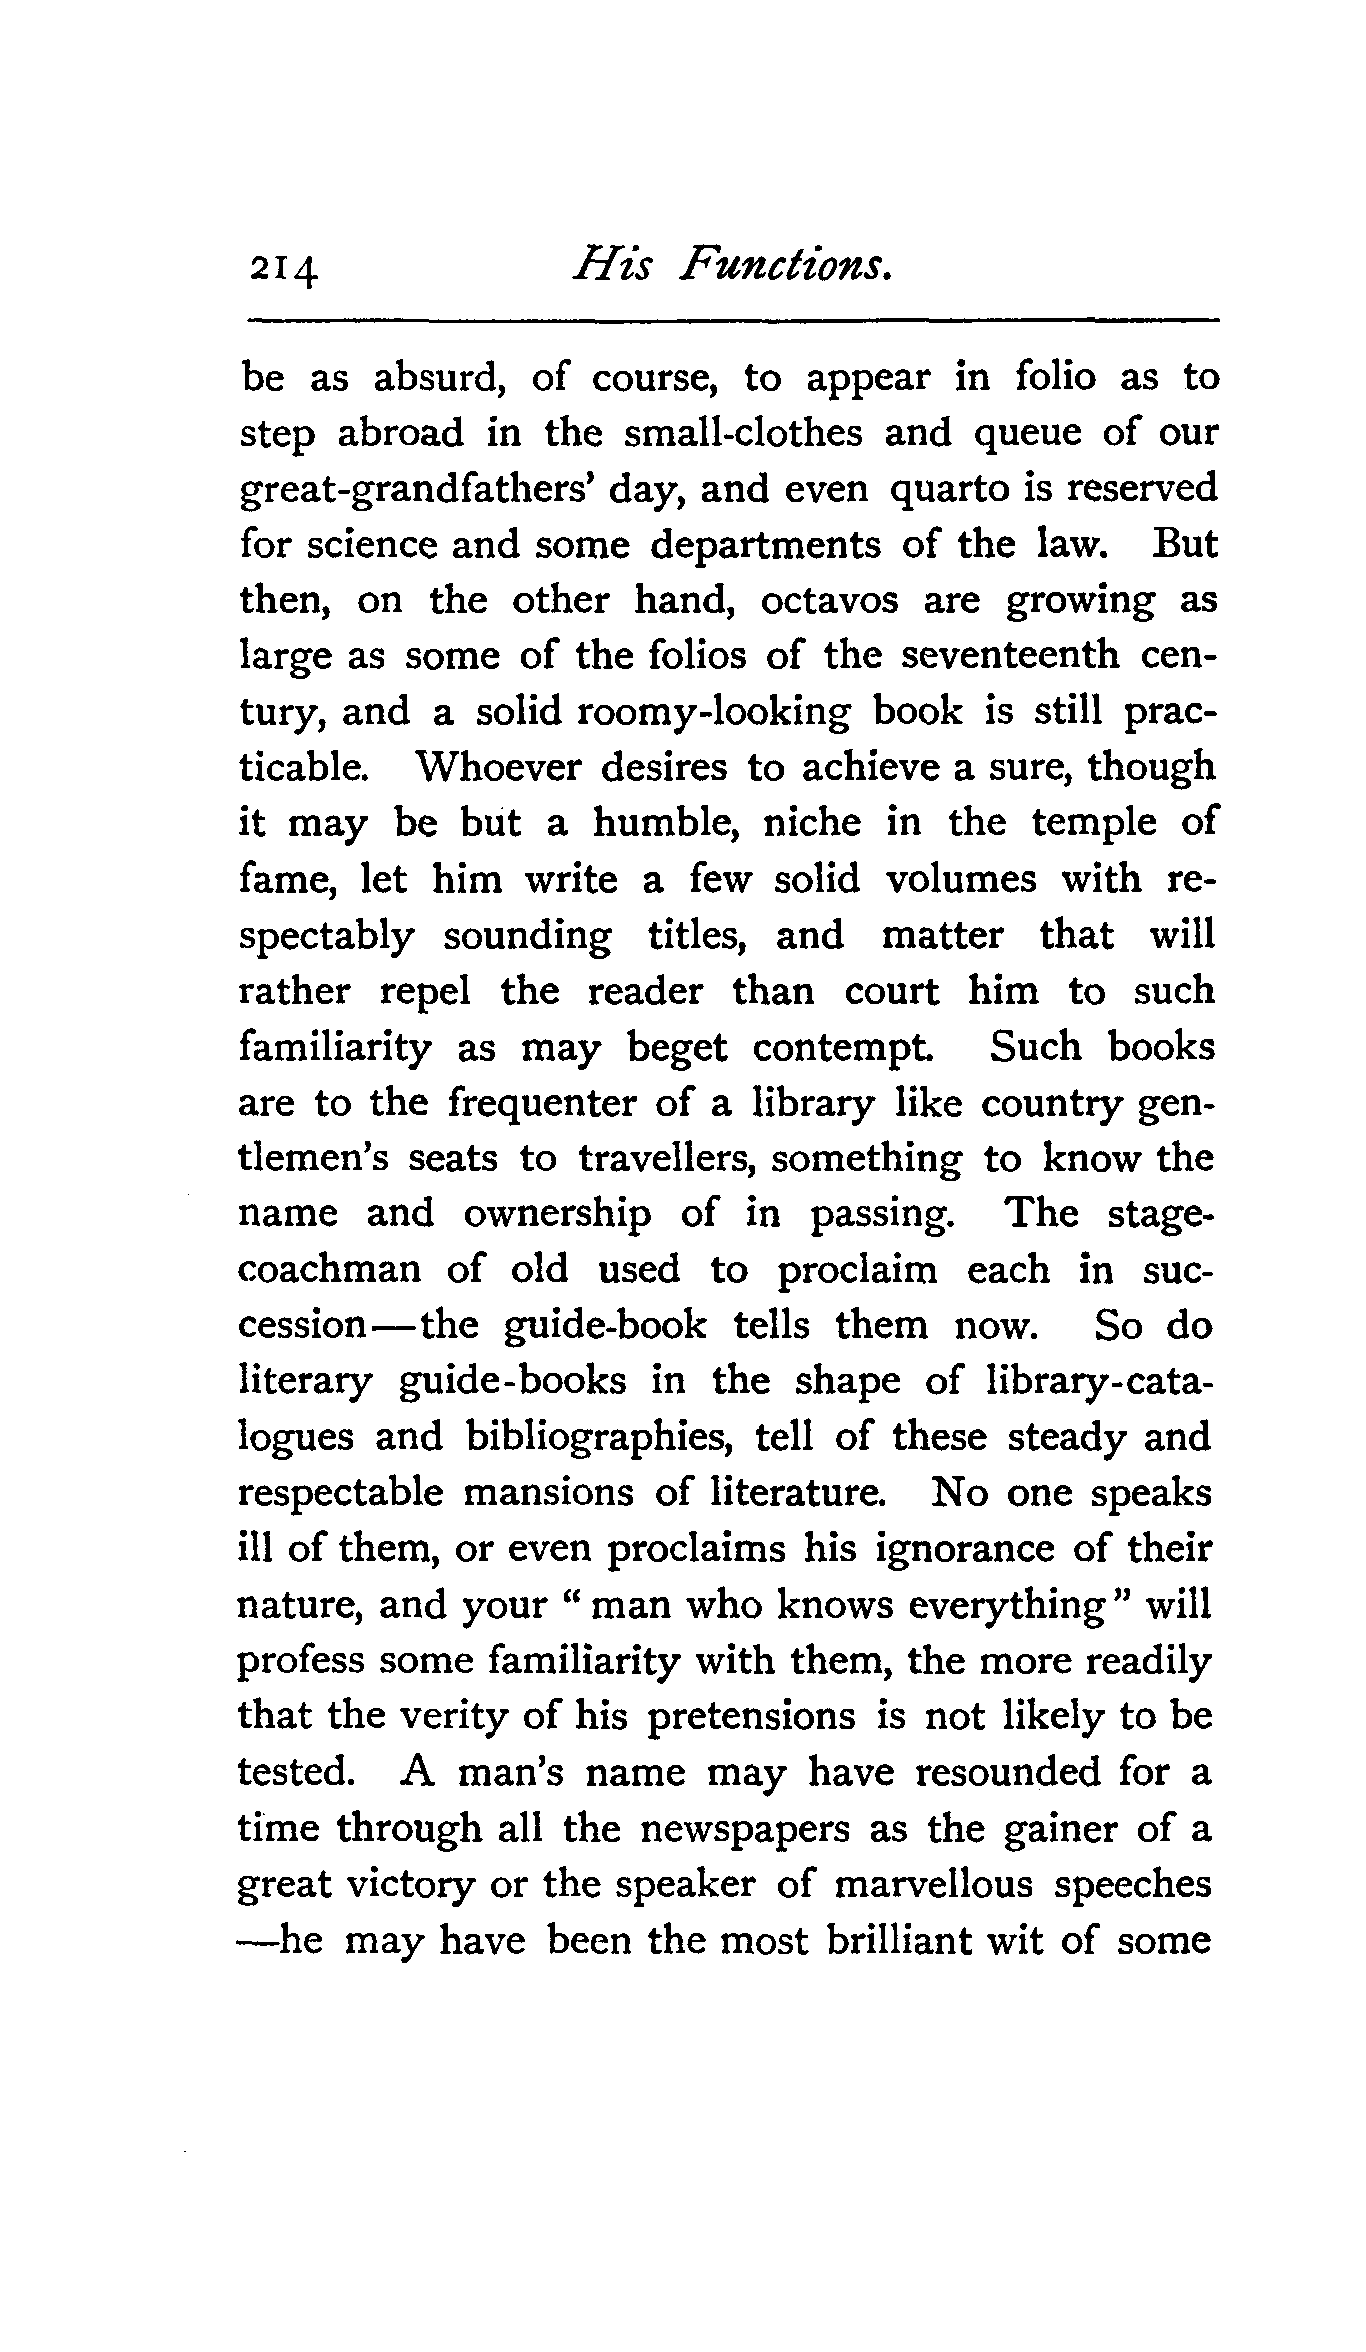 214 His Functions.
be as absurd, of course, to appear in folio as to
step abroad in the small-clothes and queue of our
great-grandfathers' day, and even quarto is reserved
for science and some departments of the law. But
then, on the other hand, octavos are growing as
large as some of the folios of the seventeenth cen-
tury, and a solid roomy-looking book is still prac-
ticable. Whoever desires to achieve a sure, though
it may be but a humble, niche in the temple of
fame, let him write a few solid volumes with re-
spectably sounding titles, and matter that will
rather repel the reader than court him to such
familiarity as may beget contempt. Such books
are to the frequenter of a library like country gen-
tlemen's seats to travellers, something to know the
name and ownership of in passing. The stage-
coachman of old used to proclaim each in suc-
cession—the guide-book tells them now. So do
literary guide-books in the shape of library-cata-
logues and bibliographies, tell of these steady and
respectable mansions of literature. No one speaks
ill of them, or even proclaims his ignorance of their
nature, and your “ man who knows everything ” will
profess some familiarity with them, the more readily
that the verity of his pretensions is not likely to be
tested. A man's name may have resounded for a
time through all the newspapers as the gainer of a
great victory or the speaker of marvellous speeches
—he may have been the most brilliant wit of some